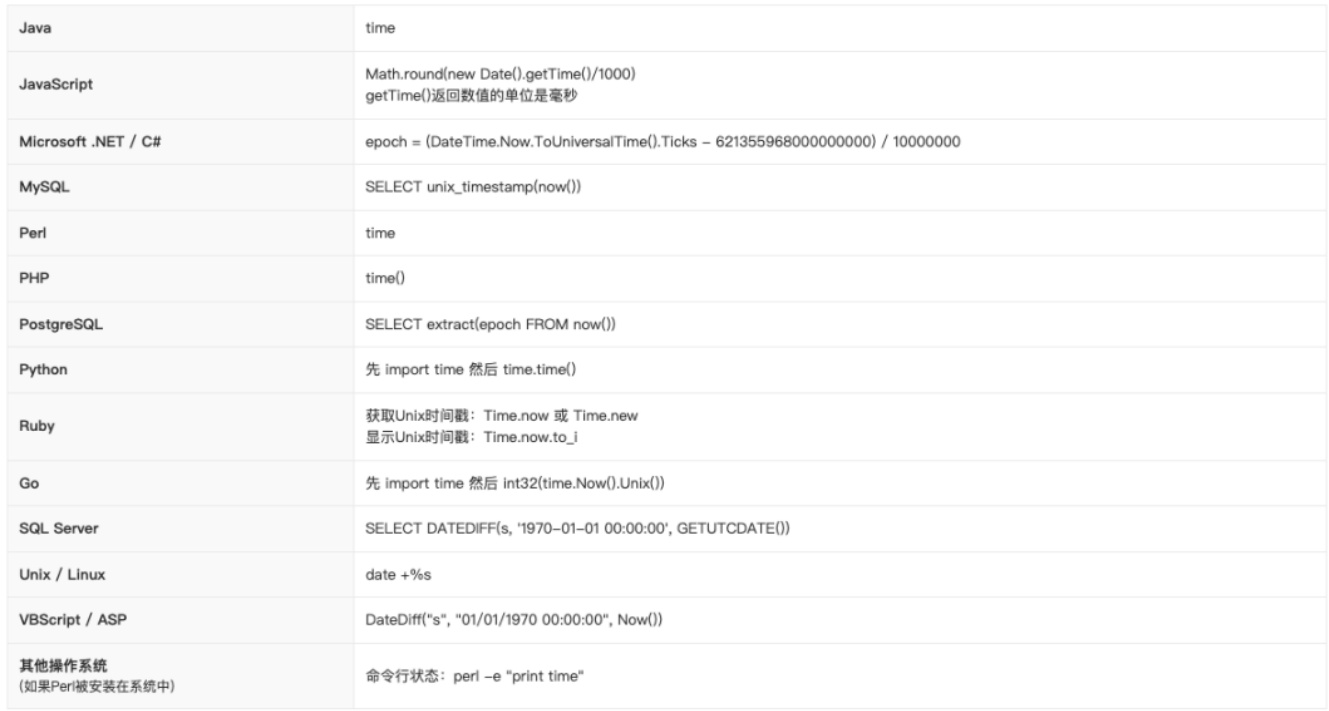 Java time
JavaScript
Math.round(new Date().getTime()/1000)
getTime()返回数值的单位是毫秒
Microsoft .NET / C# epoch = (DateTime.Now.ToUniversalTime().Ticks - 621355968000000000) / 10000000
MySQL SELECT unix_timestamp(now())
Perl time
PHP time()
PostgreSQL SELECT extract(epoch FROM now())
Python 先 import time 然后 time.time()
Ruby
获取Unix时间戳：Time.now 或 Time.new
显示Unix时间戳：Time.now.to_i
Go 先 import time 然后 int32(time.Now().Unix())
SQL Server SELECT DATEDIFF(s, '1970-01-01 00:00:00', GETUTCDATE())
Unix / Linux date +%s
VBScript / ASP DateDiff("s", "01/01/1970 00:00:00", Now())
其他操作系统
(如果Perl被安装在系统中)
命令行状态：perl -e "print time"